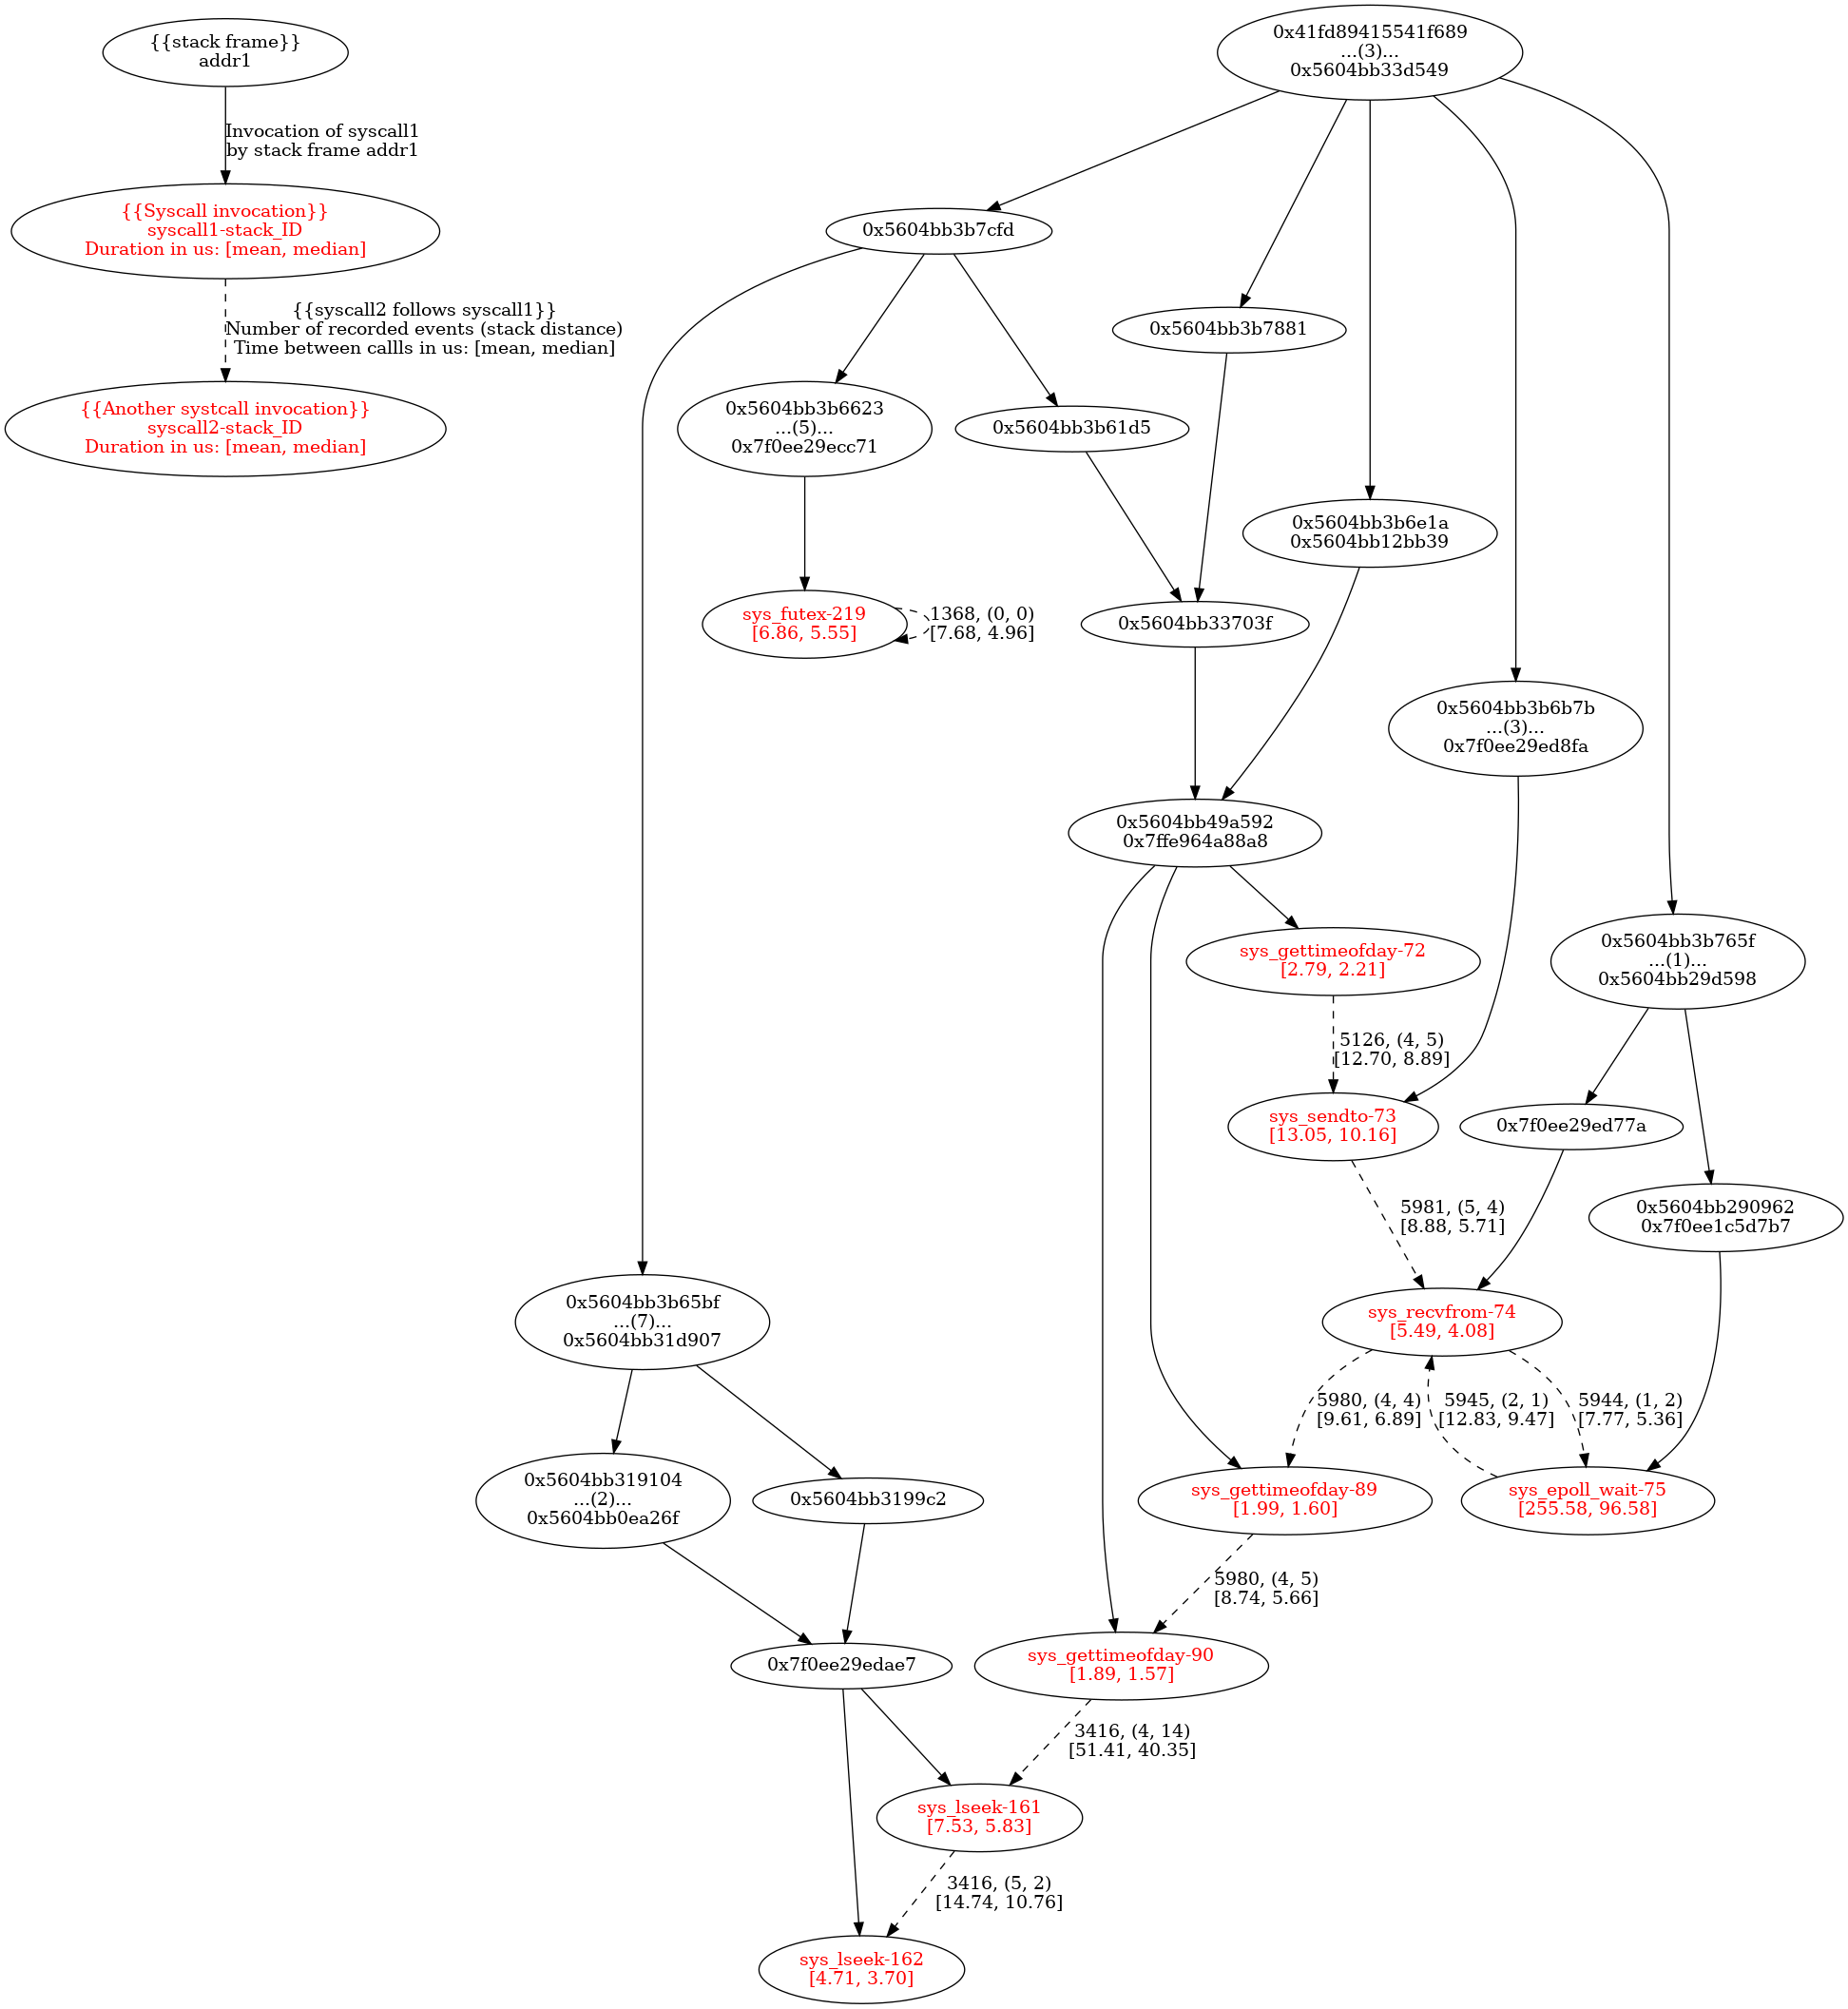 {{stack frame}}
addr1
Invocation of syscall1
by stack frame addr1
{{Syscall invocation}}
syscall1-stack_ID
Duration in us: [mean, median]
{{syscall2 follows syscall1}}
Number of recorded events (stack distance)
Time between callls in us: [mean, median]
{{Another systcall invocation}}
syscall2-stack_ID
Duration in us: [mean, median]
0x41fd89415541f689
...(3)...
0x5604bb33d549
0x5604bb3b7cfd
0x5604bb3b7881
0x5604bb3b6623
...(5)...
0x7f0ee29ecc71
0x5604bb3b61d5
0x5604bb3b6e1a
0x5604bb12bb39
sys_futex-219
[6.86, 5.55]
1368, (0, 0)
[7.68, 4.96]
0x5604bb33703f
0x5604bb3b6b7b
...(3)...
0x7f0ee29ed8fa
0x5604bb49a592
0x7ffe964a88a8
sys_gettimeofday-72
[2.79, 2.21]
0x5604bb3b765f
...(1)...
0x5604bb29d598
5126, (4, 5)
[12.70, 8.89]
sys_sendto-73
[13.05, 10.16]
0x7f0ee29ed77a
5981, (5, 4)
[8.88, 5.71]
0x5604bb290962
0x7f0ee1c5d7b7
0x5604bb3b65bf
...(7)...
0x5604bb31d907
sys_recvfrom-74
[5.49, 4.08]
5980, (4, 4)
[9.61, 6.89]
5945, (2, 1)
[12.83, 9.47]
5944, (1, 2)
[7.77, 5.36]
0x5604bb319104
...(2)...
0x5604bb0ea26f
0x5604bb3199c2
sys_gettimeofday-89
[1.99, 1.60]
sys_epoll_wait-75
[255.58, 96.58]
5980, (4, 5)
[8.74, 5.66]
0x7f0ee29edae7
sys_gettimeofday-90
[1.89, 1.57]
3416, (4, 14)
[51.41, 40.35]
sys_lseek-161
[7.53, 5.83]
3416, (5, 2)
[14.74, 10.76]
sys_lseek-162
[4.71, 3.70]